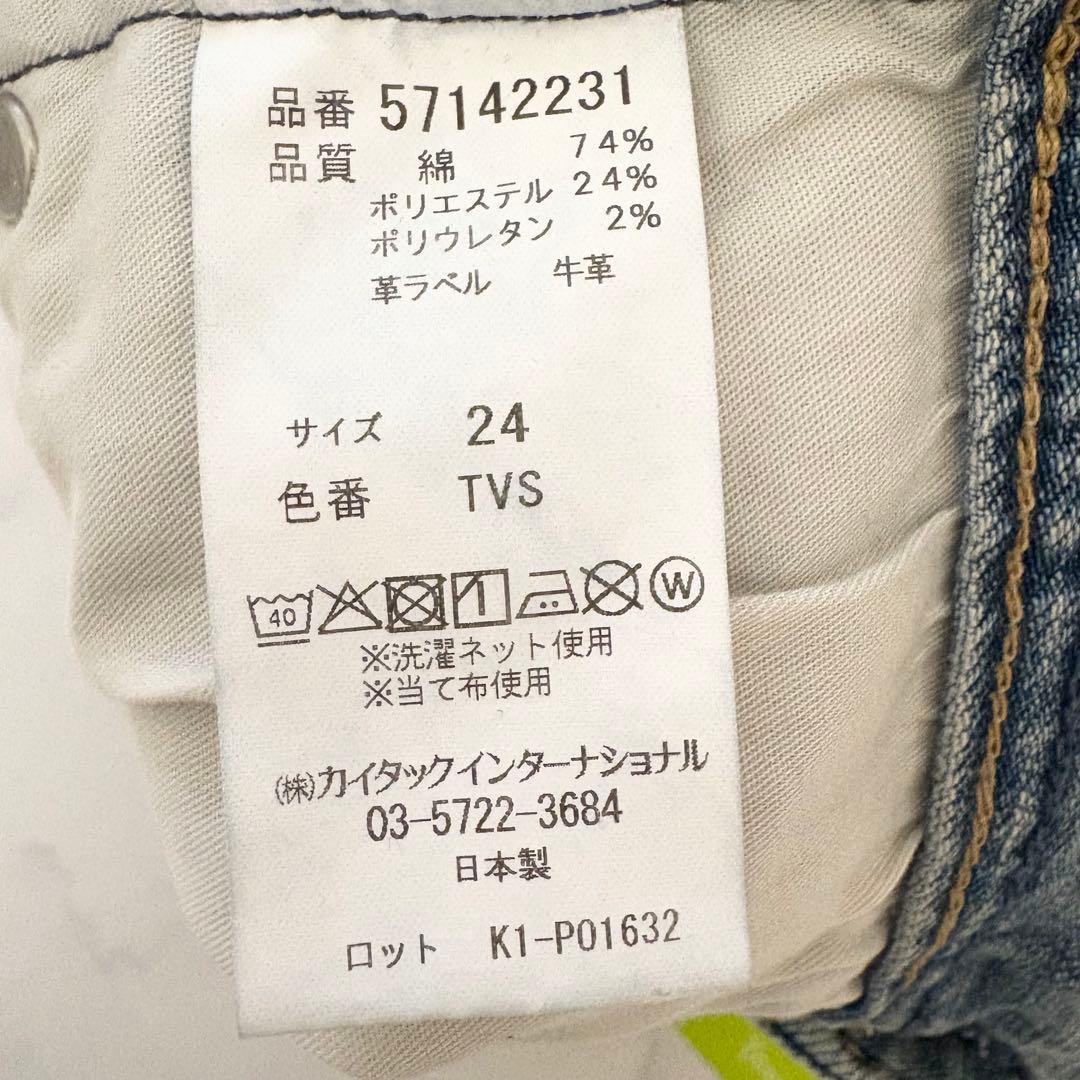 品番 57142231
品質 綿 74%
ポリエステル 24%
ポリウレタン 2%
革ラベル 牛革
サイズ 24
色番 TVS
40 W
※洗濯ネット使用
※当て布使用
(株)カイタックインターナショナル
03-5722-3684
日本製
ロット K1-P01632